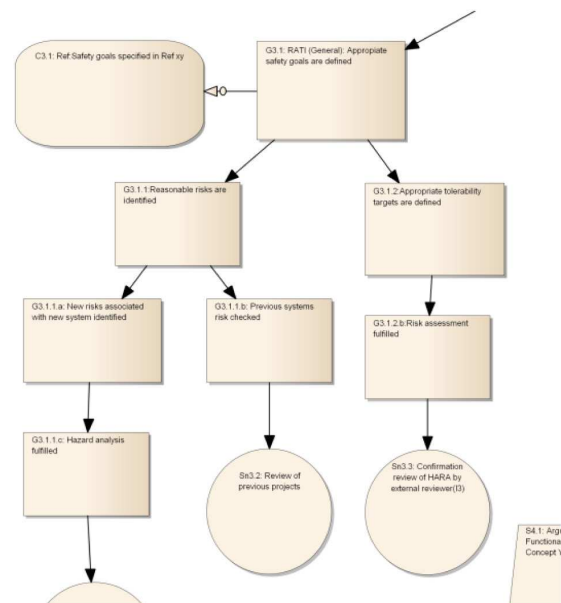 C3.1: Ref:Safety goals specified in Ref xy
G3.1: RATI (General): Appropiate
safety goals are defined
G3.1.1:Reasonable risks are
identified
G3.1.2:Appropriate tolerability
targets are defined
G3.1.1.a: New risks associated
with new system identified
G3.1.1.b: Previous systems
risk checked
G3.1.2.b:Risk assessment
fulfilled
G3.1.1.c: Hazard analysis
fulfilled
Sn3.2: Review of
previous projects
Sn3.3: Confirmation
review of HARA by
external reviewer(I3)
S4.1:
Concept